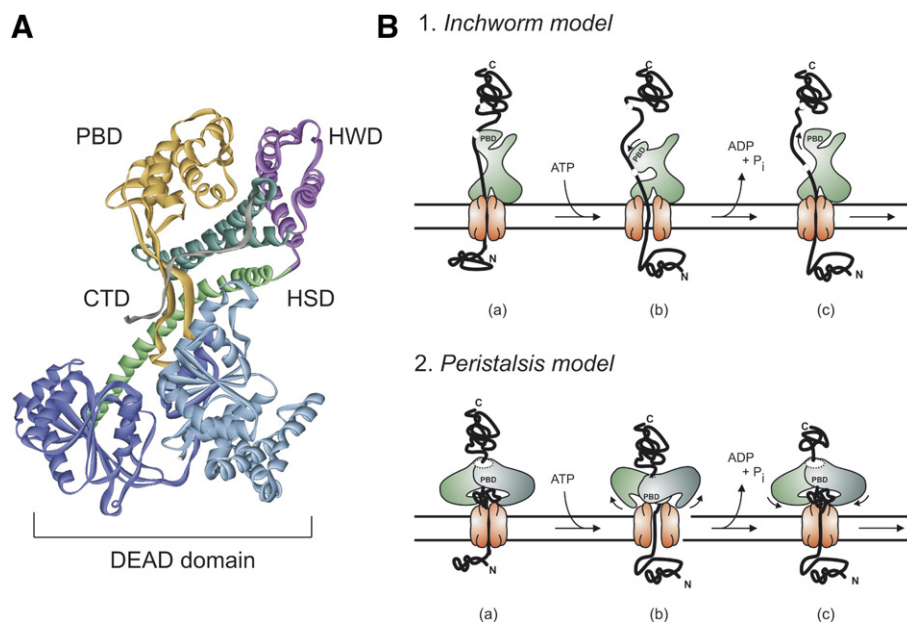 A
PBD
HWD
CTD
HSD
DEAD domain
B
1. Inchworm model
C
PBD
N
(a)
ATP
C
PBD
N
(b)
ADP
+ Pi
C
PBD
N
(c)
2. Peristalsis model
C
PBD
N
(a)
ATP
C
PBD
N
(b)
ADP
+ Pi
C
PBD
N
(c)